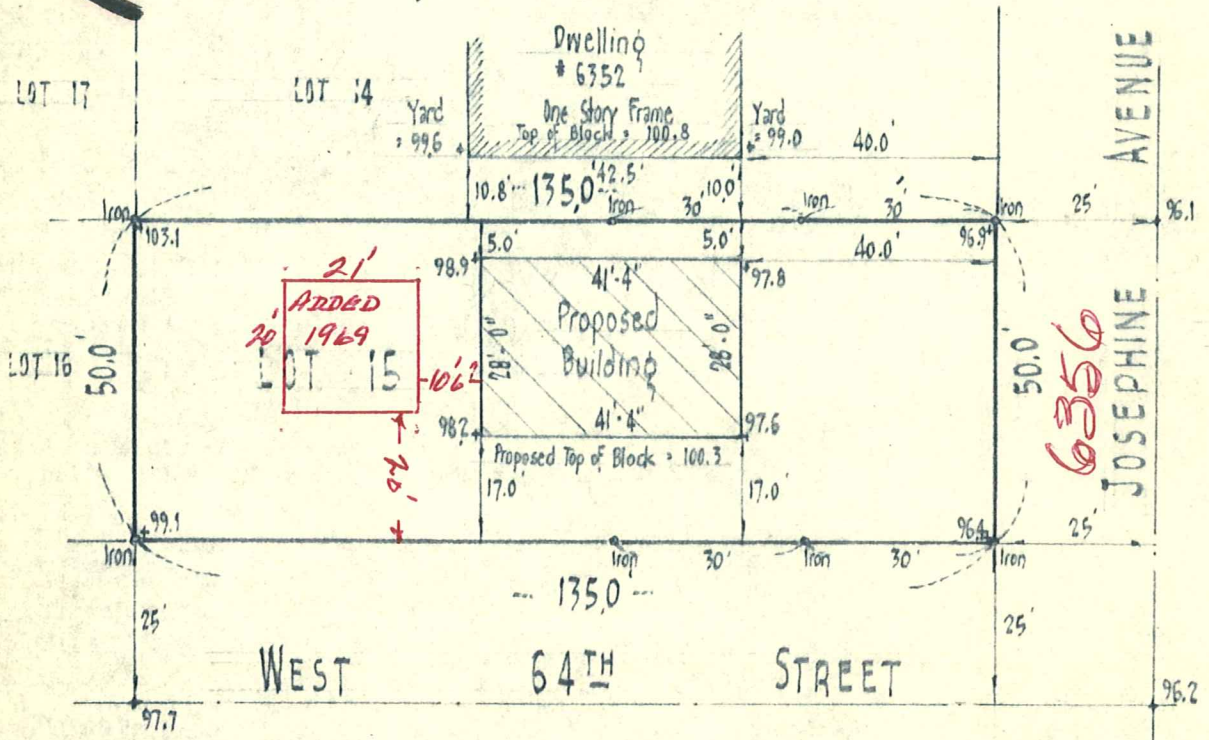 Dwelling
# 6352
One Story Frame
Top of Block = 100.8
LOT 17
LOT 14
Yard
= 99.6
Yard
= 99.0
40.0'
AVENUE
10.8'
--- 135.0' ---
42.5'
10.0'
Iron
Iron
30'
Iron
30'
Iron
25'
96.1
103.1
5.0'
5.0'
96.9
40.0'
98.9
97.8
21'
ADDED
1969
20'
41'-4"
Proposed
Building
28'-0"
28'-0"
41'-4"
LOT 16
50.0'
LOT 15
10'6"
50.0'
6356
JOSEPHINE
98.2
97.6
Proposed Top of Block = 100.3
20'
17.0'
17.0'
99.1
96.4
25'
Iron
Iron
30'
Iron
30'
Iron
--- 135.0' ---
25'
25'
WEST 64TH STREET
97.7
96.2